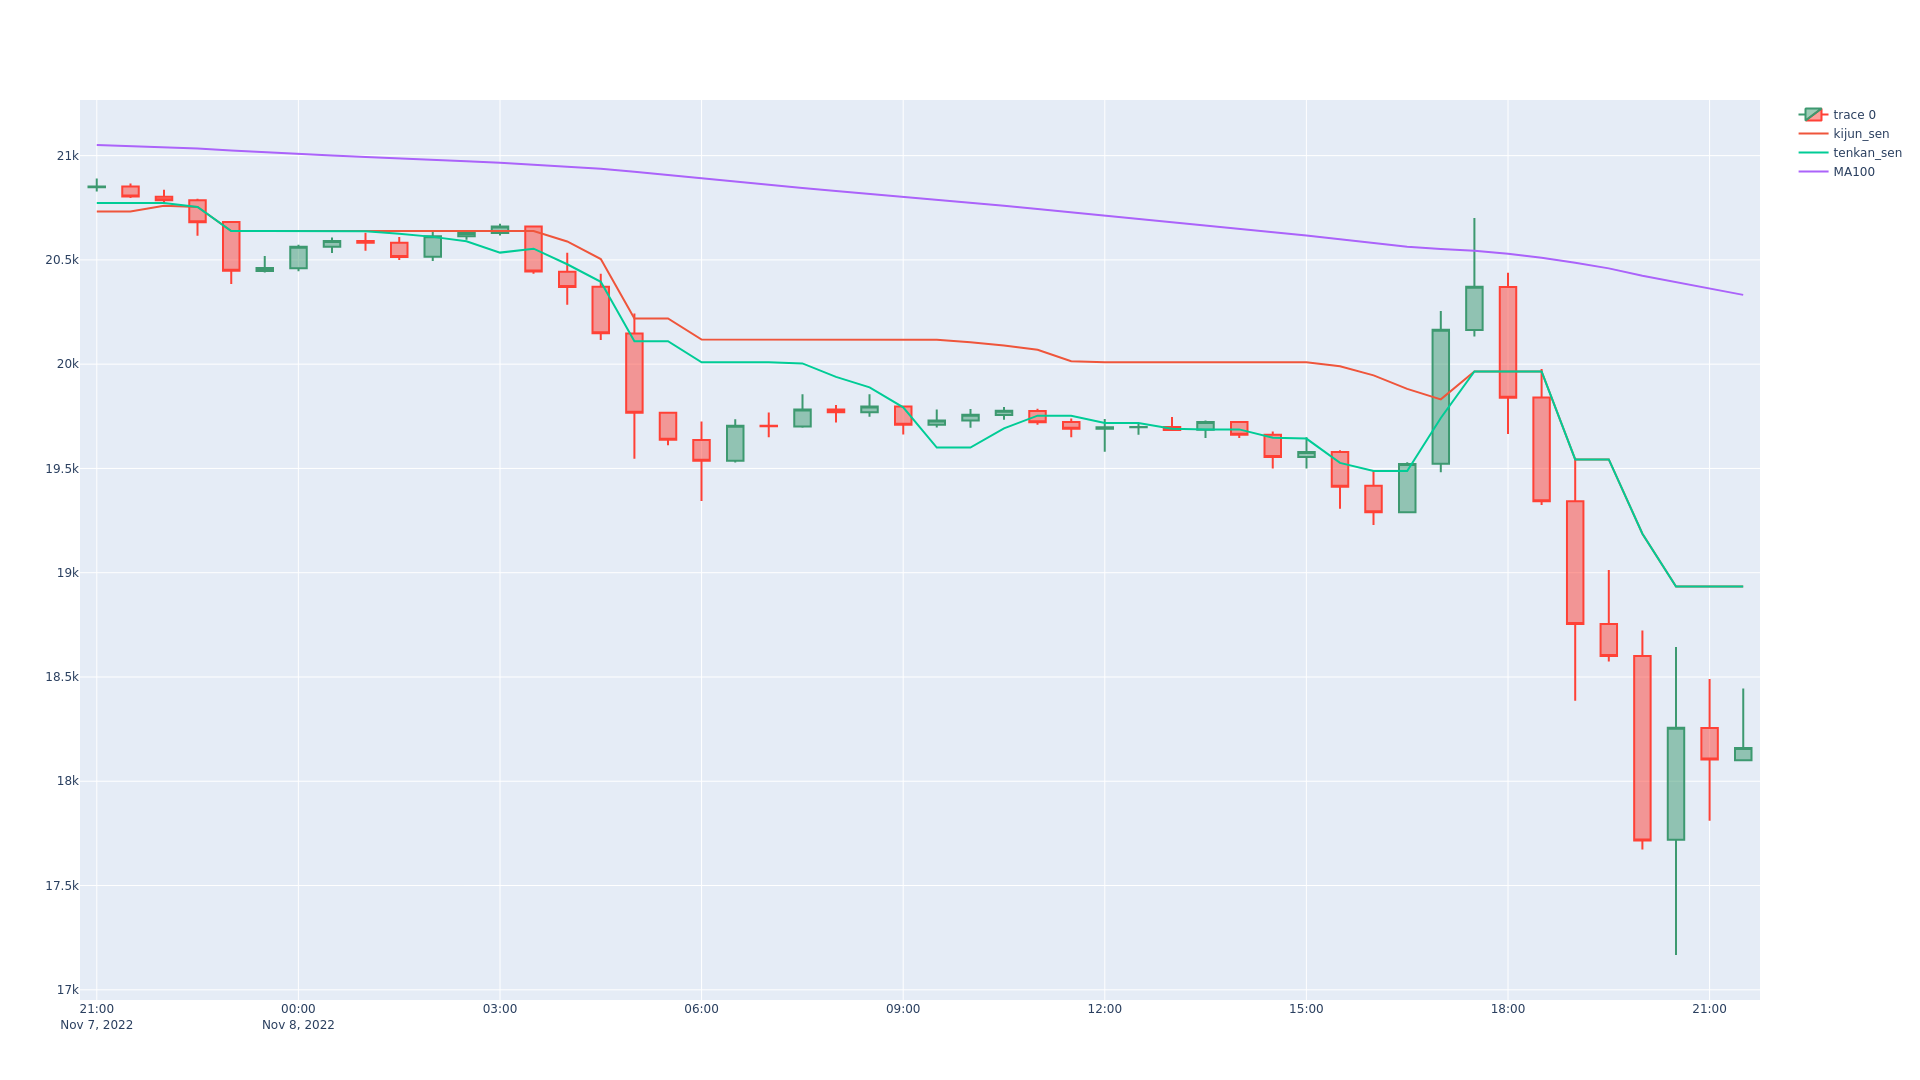 trace 0
kijun_sen
tenkan_sen
MA100
21k
20.5k
20k
19.5k
19k
18.5k
18k
17.5k
17k
21:00 00:00 03:00 06:00 09:00 12:00 15:00 18:00 21:00
Nov 7, 2022 Nov 8, 2022